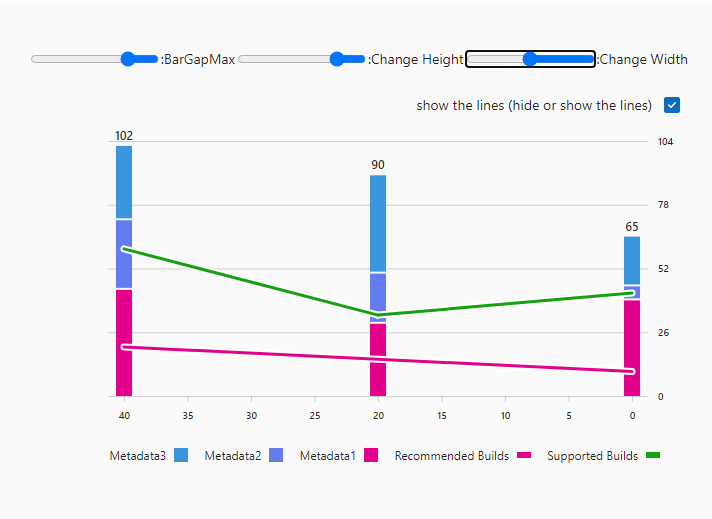 :BarGapMax :Change Height :Change Width
show the lines (hide or show the lines)
102
104
90
78
65
52
26
0
40 35 30 25 20 15 10 5 0
Metadata3 Metadata2 Metadata1 Recommended Builds Supported Builds